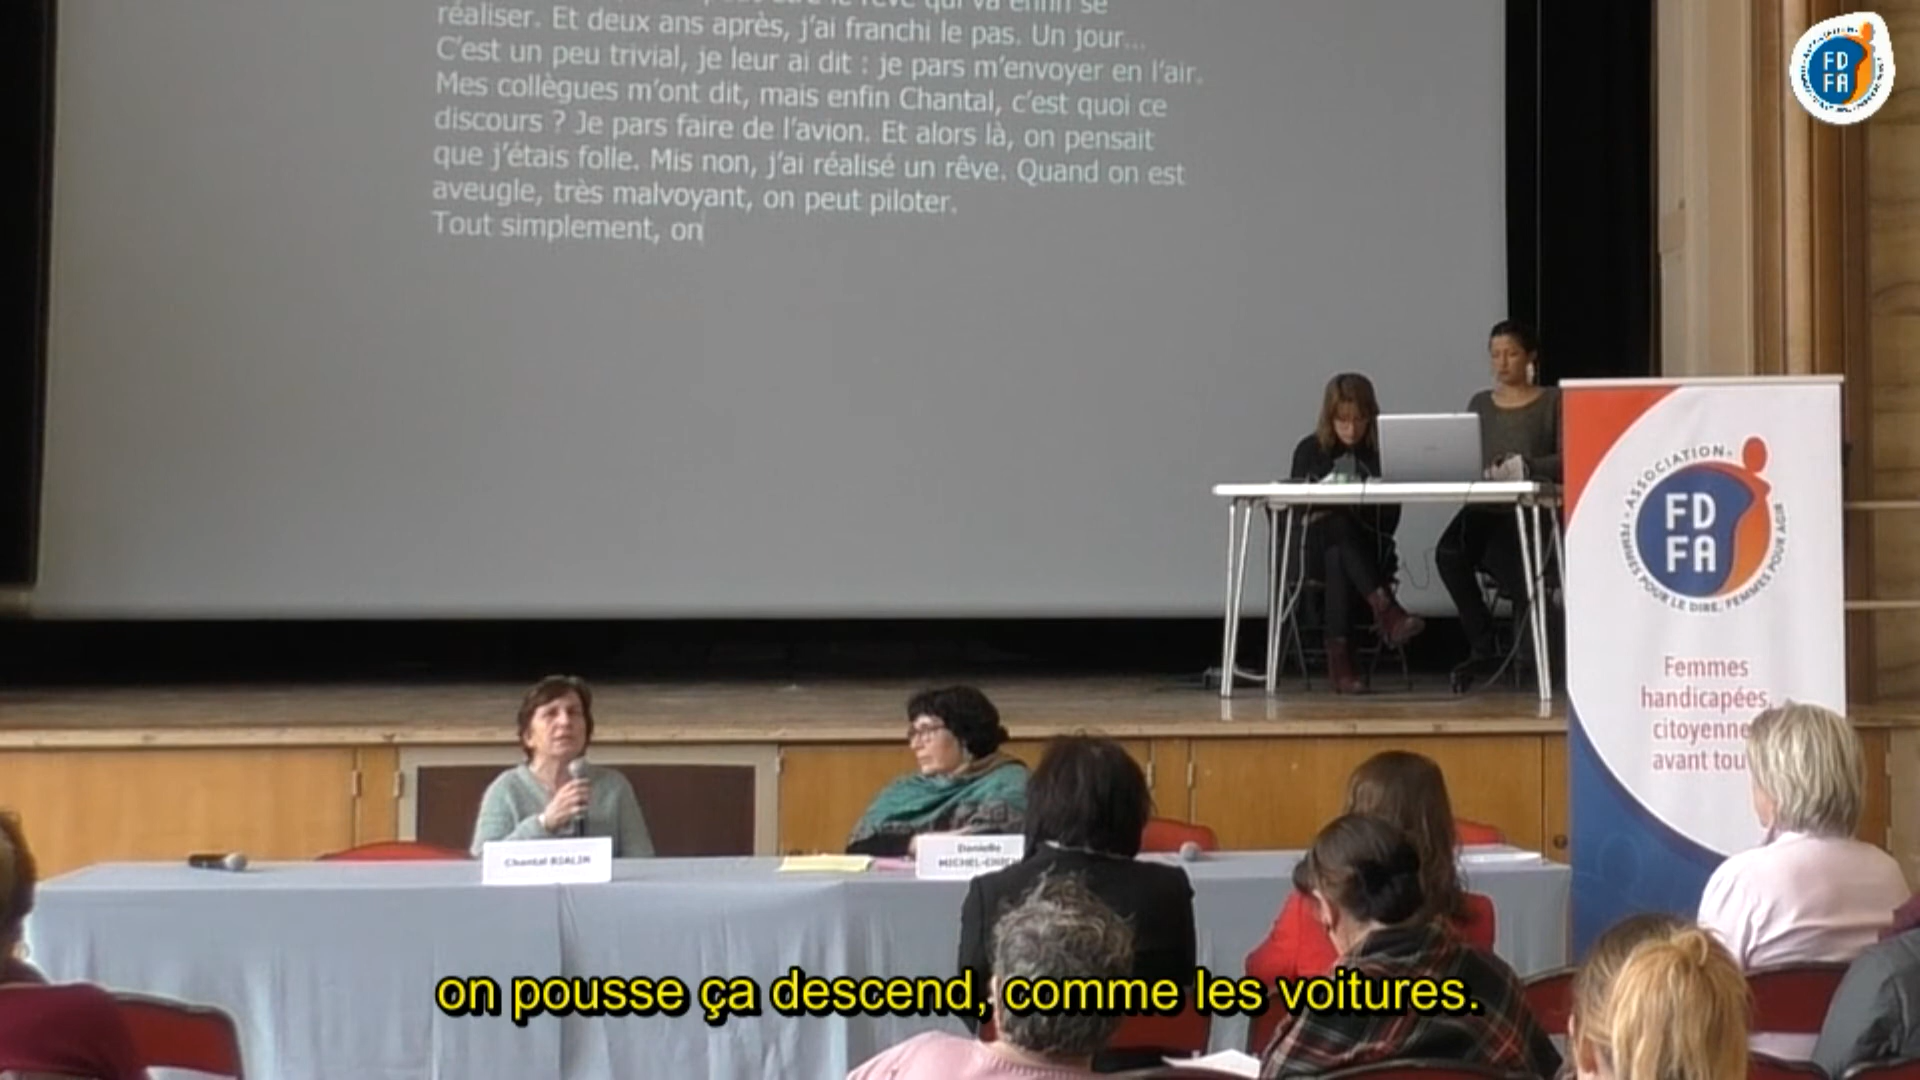 réaliser. Et deux ans après, j'ai franchi le pas. Un jour...
C'est un peu trivial, je leur ai dit : je pars m'envoyer en l'air.
Mes collègues m'ont dit, mais enfin Chantal, c'est quoi ce
discours ? Je pars faire de l'avion. Et alors là, on pensait
que j'étais folle. Mis non, j'ai réalisé un rêve. Quand on est
aveugle, très malvoyant, on peut piloter.
Tout simplement, on
FD
FA
ASSOCIATION
FD
FA
FEMMES POUR LE DIRE, FEMMES POUR AGIR
Femmes
handicapées,
citoyenne
avant tou
Chantal RIALIN
Danielle
on pousse ça descend, comme les voitures.